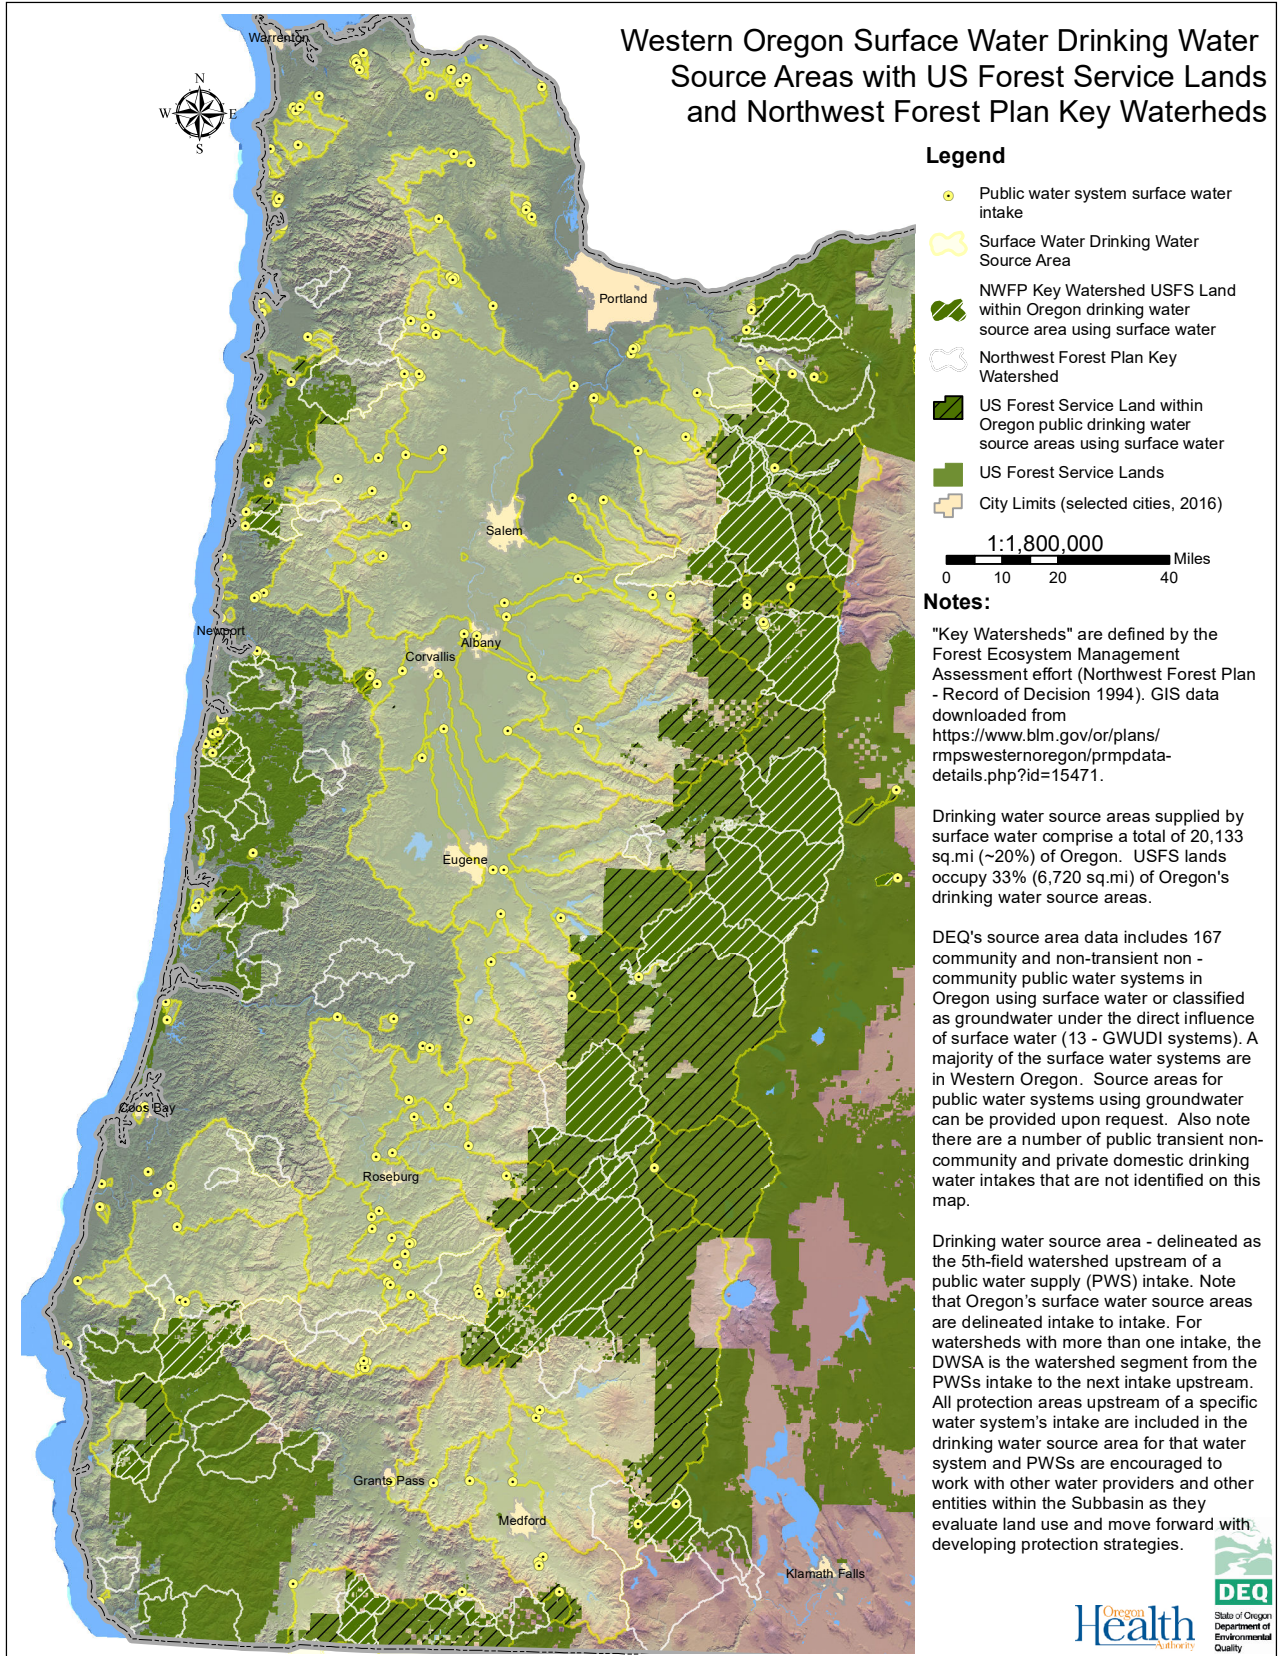 Western Oregon Surface Water Drinking Water
Source Areas with US Forest Service Lands
and Northwest Forest Plan Key Waterheds
N
W E
S
Warrenton
Portland
Salem
Newport
Albany
Corvallis
Eugene
Coos Bay
Roseburg
Grants Pass
Medford
Klamath Falls
Legend
Public water system surface water
intake
Surface Water Drinking Water
Source Area
NWFP Key Watershed USFS Land
within Oregon drinking water
source area using surface water
Northwest Forest Plan Key
Watershed
US Forest Service Land within
Oregon public drinking water
source areas using surface water
US Forest Service Lands
City Limits (selected cities, 2016)
1:1,800,000
Miles
0 10 20 40
Notes:
"Key Watersheds" are defined by the
Forest Ecosystem Management
Assessment effort (Northwest Forest Plan
- Record of Decision 1994). GIS data
downloaded from
https://www.blm.gov/or/plans/
rmpswesternoregon/prmpdata-
details.php?id=15471.
Drinking water source areas supplied by
surface water comprise a total of 20,133
sq.mi (~20%) of Oregon. USFS lands
occupy 33% (6,720 sq.mi) of Oregon's
drinking water source areas.
DEQ's source area data includes 167
community and non-transient non -
community public water systems in
Oregon using surface water or classified
as groundwater under the direct influence
of surface water (13 - GWUDI systems). A
majority of the surface water systems are
in Western Oregon. Source areas for
public water systems using groundwater
can be provided upon request. Also note
there are a number of public transient non-
community and private domestic drinking
water intakes that are not identified on this
map.
Drinking water source area - delineated as
the 5th-field watershed upstream of a
public water supply (PWS) intake. Note
that Oregon’s surface water source areas
are delineated intake to intake. For
watersheds with more than one intake, the
DWSA is the watershed segment from the
PWSs intake to the next intake upstream.
All protection areas upstream of a specific
water system’s intake are included in the
drinking water source area for that water
system and PWSs are encouraged to
work with other water providers and other
entities within the Subbasin as they
evaluate land use and move forward with
developing protection strategies.
Oregon
Health
Authority
DEQ
State of Oregon
Department of
Environmental
Quality